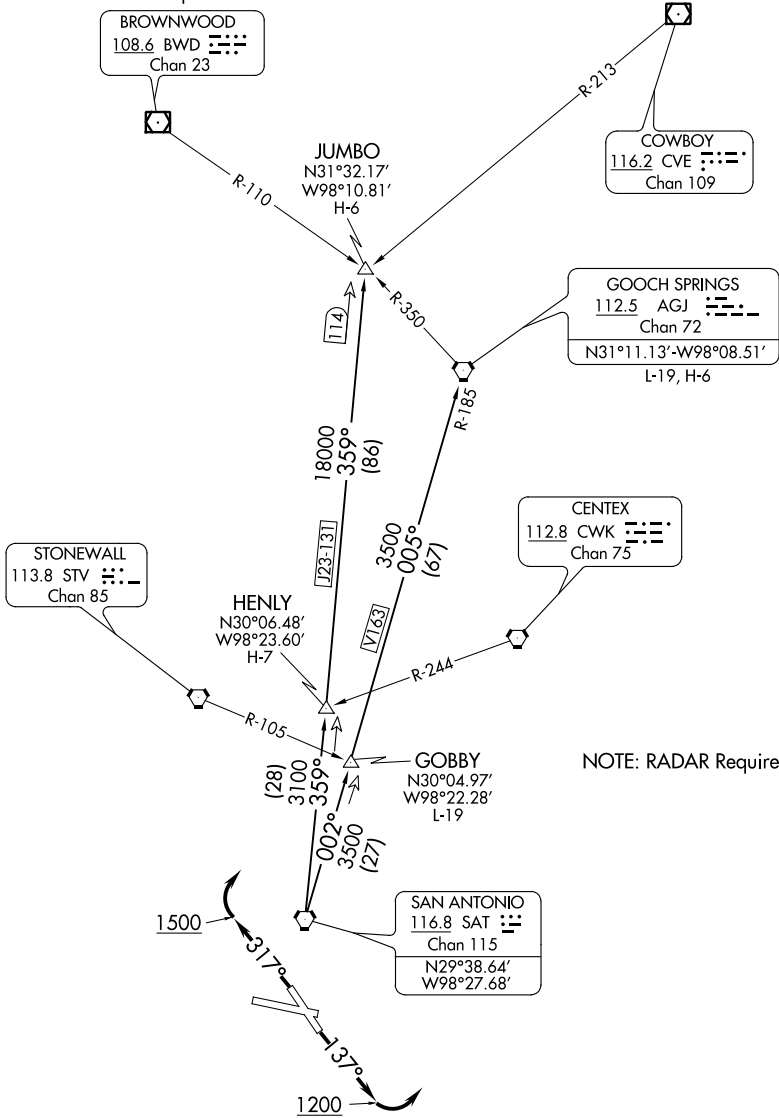 BROWNWOOD
108.6 BWD
Chan 23
R-213
COWBOY
116.2 CVE
Chan 109
JUMBO
N31°32.17'
W98°10.81'
H-6
R-110
R-350
114
GOOCH SPRINGS
112.5 AGJ
Chan 72
N31°11.13'-W98°08.51'
L-19, H-6
R-185
18000
359°
(86)
J23-131
3500
005°
(67)
V163
CENTEX
112.8 CWK
Chan 75
STONEWALL
113.8 STV
Chan 85
HENLY
N30°06.48'
W98°23.60'
H-7
R-244
R-105
GOBBY
N30°04.97'
W98°22.28'
L-19
NOTE: RADAR Require
(28)
3100
359°
002°
3500
(27)
SAN ANTONIO
116.8 SAT
Chan 115
N29°38.64'
W98°27.68'
1500
317°
137°
1200